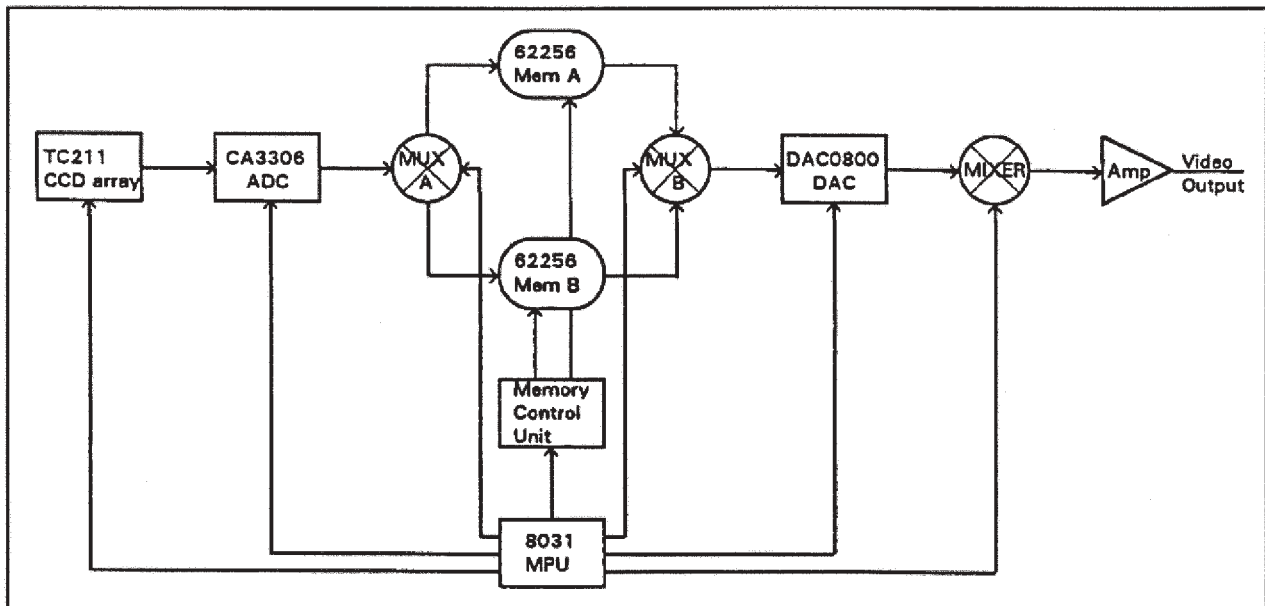 62256
Mem A
TC211
CCD array
CA3306
ADC
MUX
A
MUX
B
DAC0800
DAC
MIXER
Amp
Video
Output
62256
Mem B
Memory
Control
Unit
8031
MPU